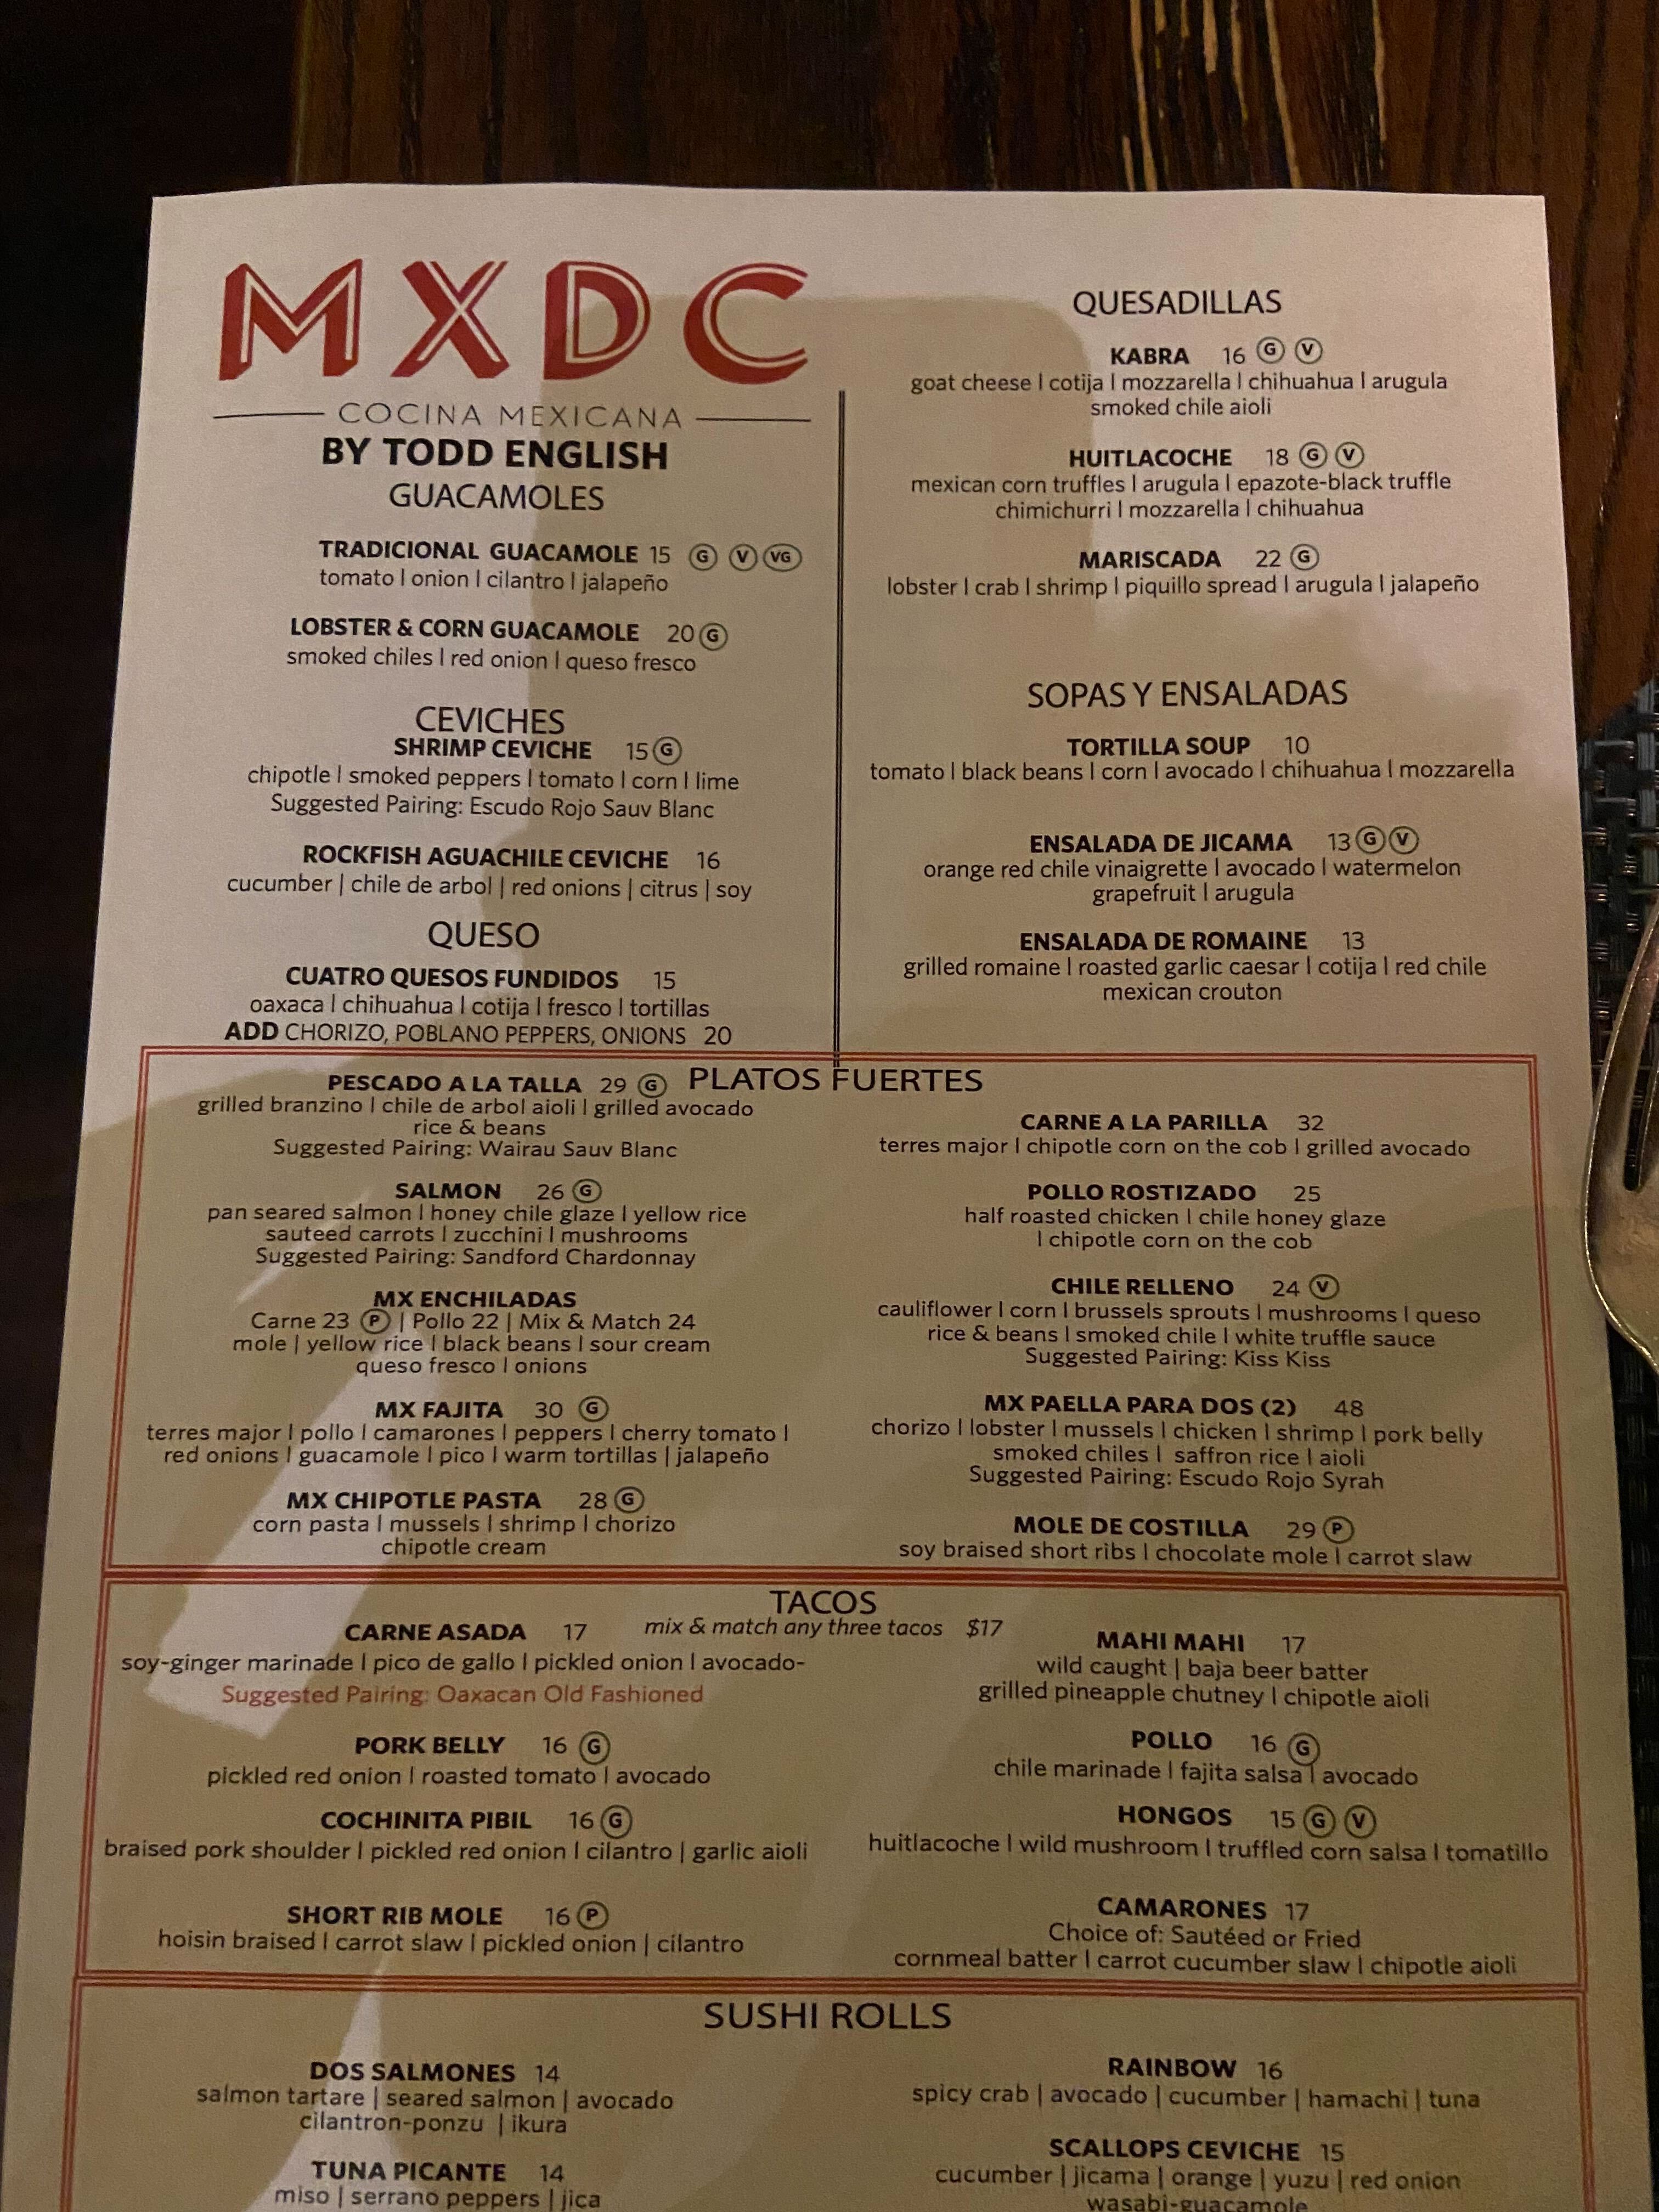 MXDC
COCINA MEXICANA
BY TODD ENGLISH
GUACAMOLES
TRADICIONAL GUACAMOLE 15 G V VG
tomato | onion | cilantro | jalapeño
LOBSTER & CORN GUACAMOLE 20 G
smoked chiles | red onion | queso fresco
CEVICHES
SHRIMP CEVICHE 15 G
chipotle | smoked peppers | tomato | corn | lime
Suggested Pairing: Escudo Rojo Sauv Blanc
ROCKFISH AGUACHILE CEVICHE 16
cucumber | chile de arbol | red onions | citrus | soy
QUESO
CUATRO QUESOS FUNDIDOS 15
oaxaca | chihuahua | cotija | fresco | tortillas
ADD CHORIZO, POBLANO PEPPERS, ONIONS 20
QUESADILLAS
KABRA 16 G V
goat cheese | cotija | mozzarella | chihuahua | arugula
smoked chile aioli
HUITLACOCHE 18 G V
mexican corn truffles | arugula | epazote-black truffle
chimichurri | mozzarella | chihuahua
MARISCADA 22 G
lobster | crab | shrimp | piquillo spread | arugula | jalapeño
SOPAS Y ENSALADAS
TORTILLA SOUP 10
tomato | black beans | corn | avocado | chihuahua | mozzarella
ENSALADA DE JICAMA 13 G V
orange red chile vinaigrette | avocado | watermelon
grapefruit | arugula
ENSALADA DE ROMAINE 13
grilled romaine | roasted garlic caesar | cotija | red chile
mexican crouton
PLATOS FUERTES
PESCADO A LA TALLA 29 G
grilled branzino | chile de arbol aioli | grilled avocado
rice & beans
Suggested Pairing: Wairau Sauv Blanc
SALMON 26 G
pan seared salmon | honey chile glaze | yellow rice
sauteed carrots | zucchini | mushrooms
Suggested Pairing: Sandford Chardonnay
MX ENCHILADAS
Carne 23 P | Pollo 22 | Mix & Match 24
mole | yellow rice | black beans | sour cream
queso fresco | onions
MX FAJITA 30 G
terres major | pollo | camarones | peppers | cherry tomato |
red onions | guacamole | pico | warm tortillas | jalapeño
MX CHIPOTLE PASTA 28 G
corn pasta | mussels | shrimp | chorizo
chipotle cream
CARNE A LA PARILLA 32
terres major | chipotle corn on the cob | grilled avocado
POLLO ROSTIZADO 25
half roasted chicken | chile honey glaze
| chipotle corn on the cob
CHILE RELLENO 24 V
cauliflower | corn | brussels sprouts | mushrooms | queso
rice & beans | smoked chile | white truffle sauce
Suggested Pairing: Kiss Kiss
MX PAELLA PARA DOS (2) 48
chorizo | lobster | mussels | chicken | shrimp | pork belly
smoked chiles | saffron rice | aioli
Suggested Pairing: Escudo Rojo Syrah
MOLE DE COSTILLA 29 P
soy braised short ribs | chocolate mole | carrot slaw
TACOS
mix & match any three tacos $17
CARNE ASADA 17
soy-ginger marinade | pico de gallo | pickled onion | avocado-
Suggested Pairing: Oaxacan Old Fashioned
PORK BELLY 16 G
pickled red onion | roasted tomato | avocado
COCHINITA PIBIL 16 G
braised pork shoulder | pickled red onion | cilantro | garlic aioli
SHORT RIB MOLE 16 P
hoisin braised | carrot slaw | pickled onion | cilantro
MAHI MAHI 17
wild caught | baja beer batter
grilled pineapple chutney | chipotle aioli
POLLO 16 G
chile marinade | fajita salsa | avocado
HONGOS 15 G V
huitlacoche | wild mushroom | truffled corn salsa | tomatillo
CAMARONES 17
Choice of: Sautéed or Fried
cornmeal batter | carrot cucumber slaw | chipotle aioli
SUSHI ROLLS
DOS SALMONES 14
salmon tartare | seared salmon | avocado
cilantron-ponzu | ikura
TUNA PICANTE 14
miso | serrano peppers | jica
RAINBOW 16
spicy crab | avocado | cucumber | hamachi | tuna
SCALLOPS CEVICHE 15
cucumber | jicama | orange | yuzu | red onion
wasabi-guacamole